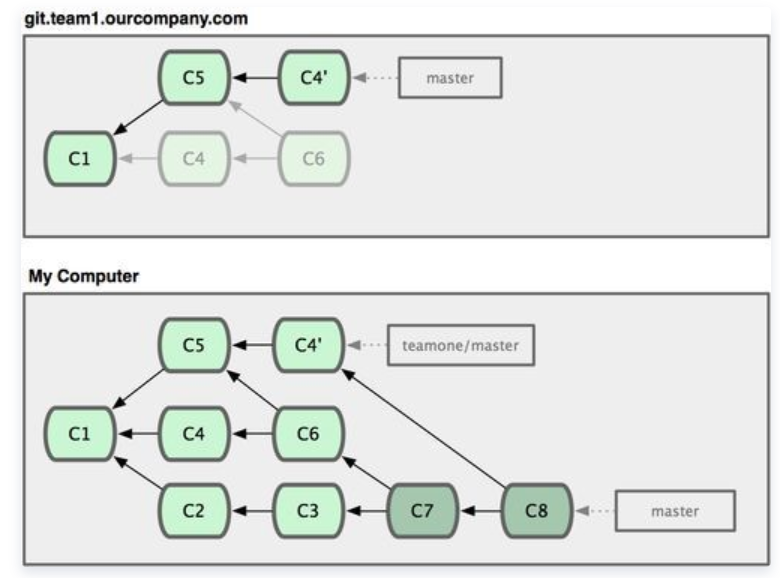 git.team1.ourcompany.com
C5 C4' master
C1 C4 C6
My Computer
C5 C4' teamone/master
C1 C4 C6
C2 C3 C7 C8 master